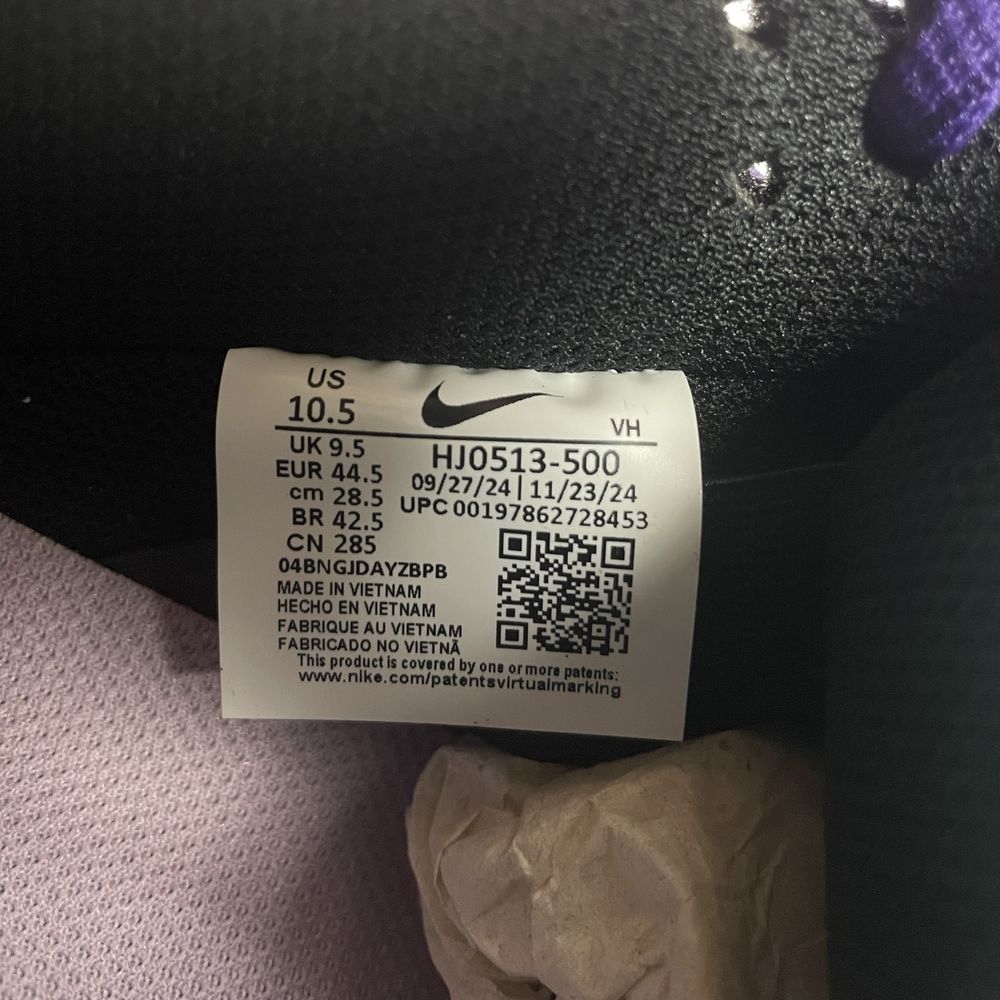 US
10.5
VH
UK 9.5
EUR 44.5
cm 28.5
BR 42.5
CN 285
HJ0513-500
09/27/24 | 11/23/24
UPC 00197862728453
04BNGJDAYZBPB
MADE IN VIETNAM
HECHO EN VIETNAM
FABRIQUE AU VIETNAM
FABRICADO NO VIETNÃ
This product is covered by one or more patents:
www.nike.com/patentsvirtualmarking